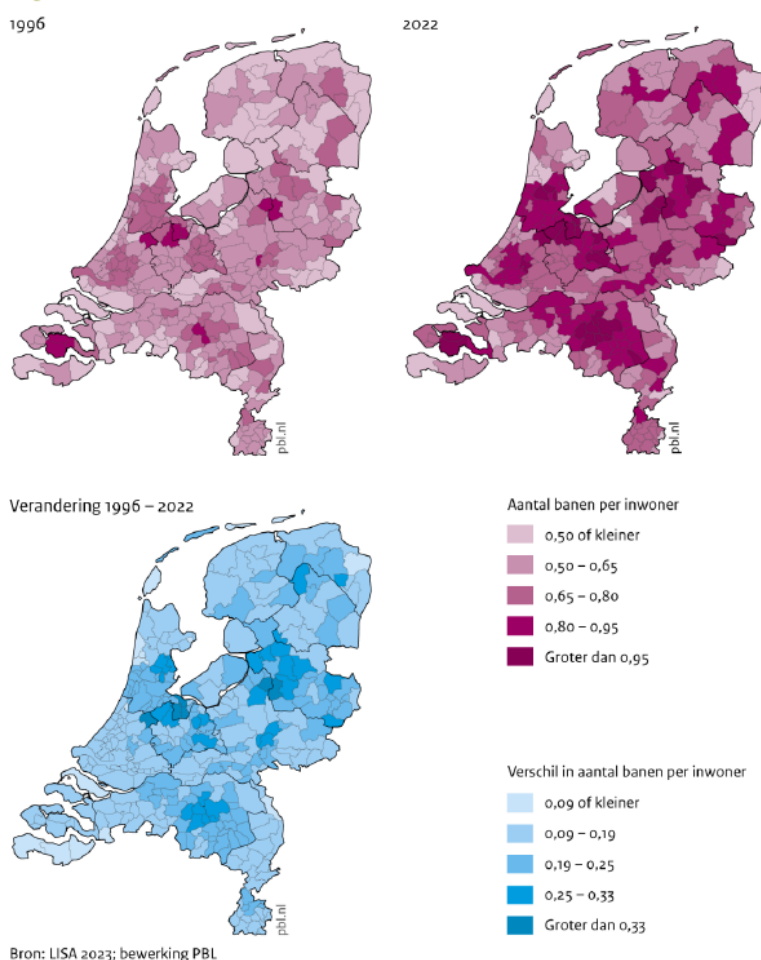 1996
2022
pbl.nl
pbl.nl
Verandering 1996 – 2022
Aantal banen per inwoner
0,50 of kleiner
0,50 – 0,65
0,65 – 0,80
0,80 – 0,95
Groter dan 0,95
Verschil in aantal banen per inwoner
0,09 of kleiner
0,09 – 0,19
0,19 – 0,25
0,25 – 0,33
Groter dan 0,33
pbl.nl
Bron: LISA 2023; bewerking PBL